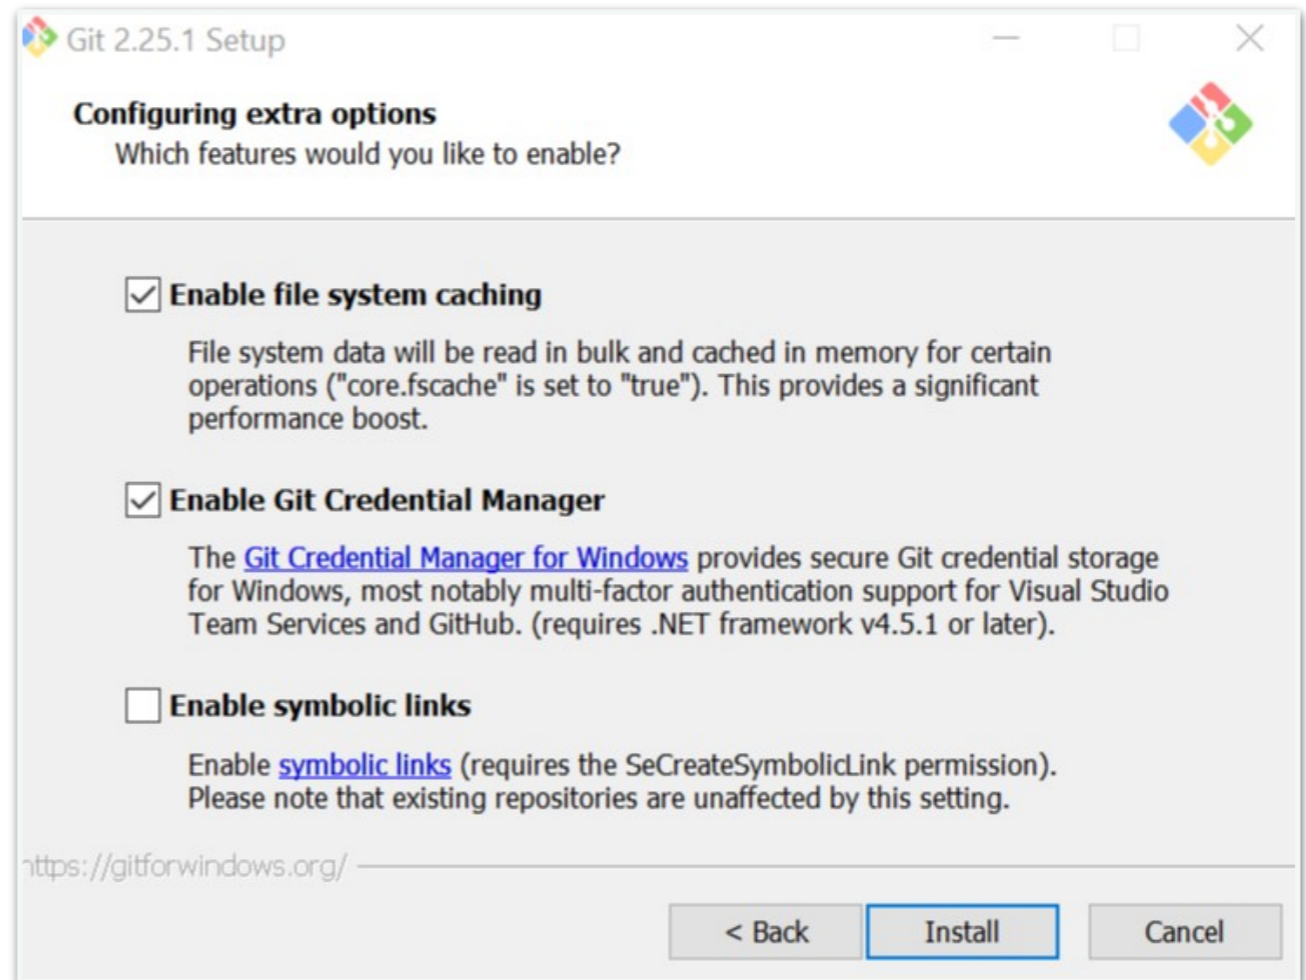 Git 2.25.1 Setup
Configuring extra options
Which features would you like to enable?
Enable file system caching
File system data will be read in bulk and cached in memory for certain
operations ("core.fscache" is set to "true"). This provides a significant
performance boost.
Enable Git Credential Manager
The Git Credential Manager for Windows provides secure Git credential storage
for Windows, most notably multi-factor authentication support for Visual Studio
Team Services and GitHub. (requires .NET framework v4.5.1 or later).
Enable symbolic links
Enable symbolic links (requires the SeCreateSymbolicLink permission).
Please note that existing repositories are unaffected by this setting.
https://gitforwindows.org/
< Back Install Cancel